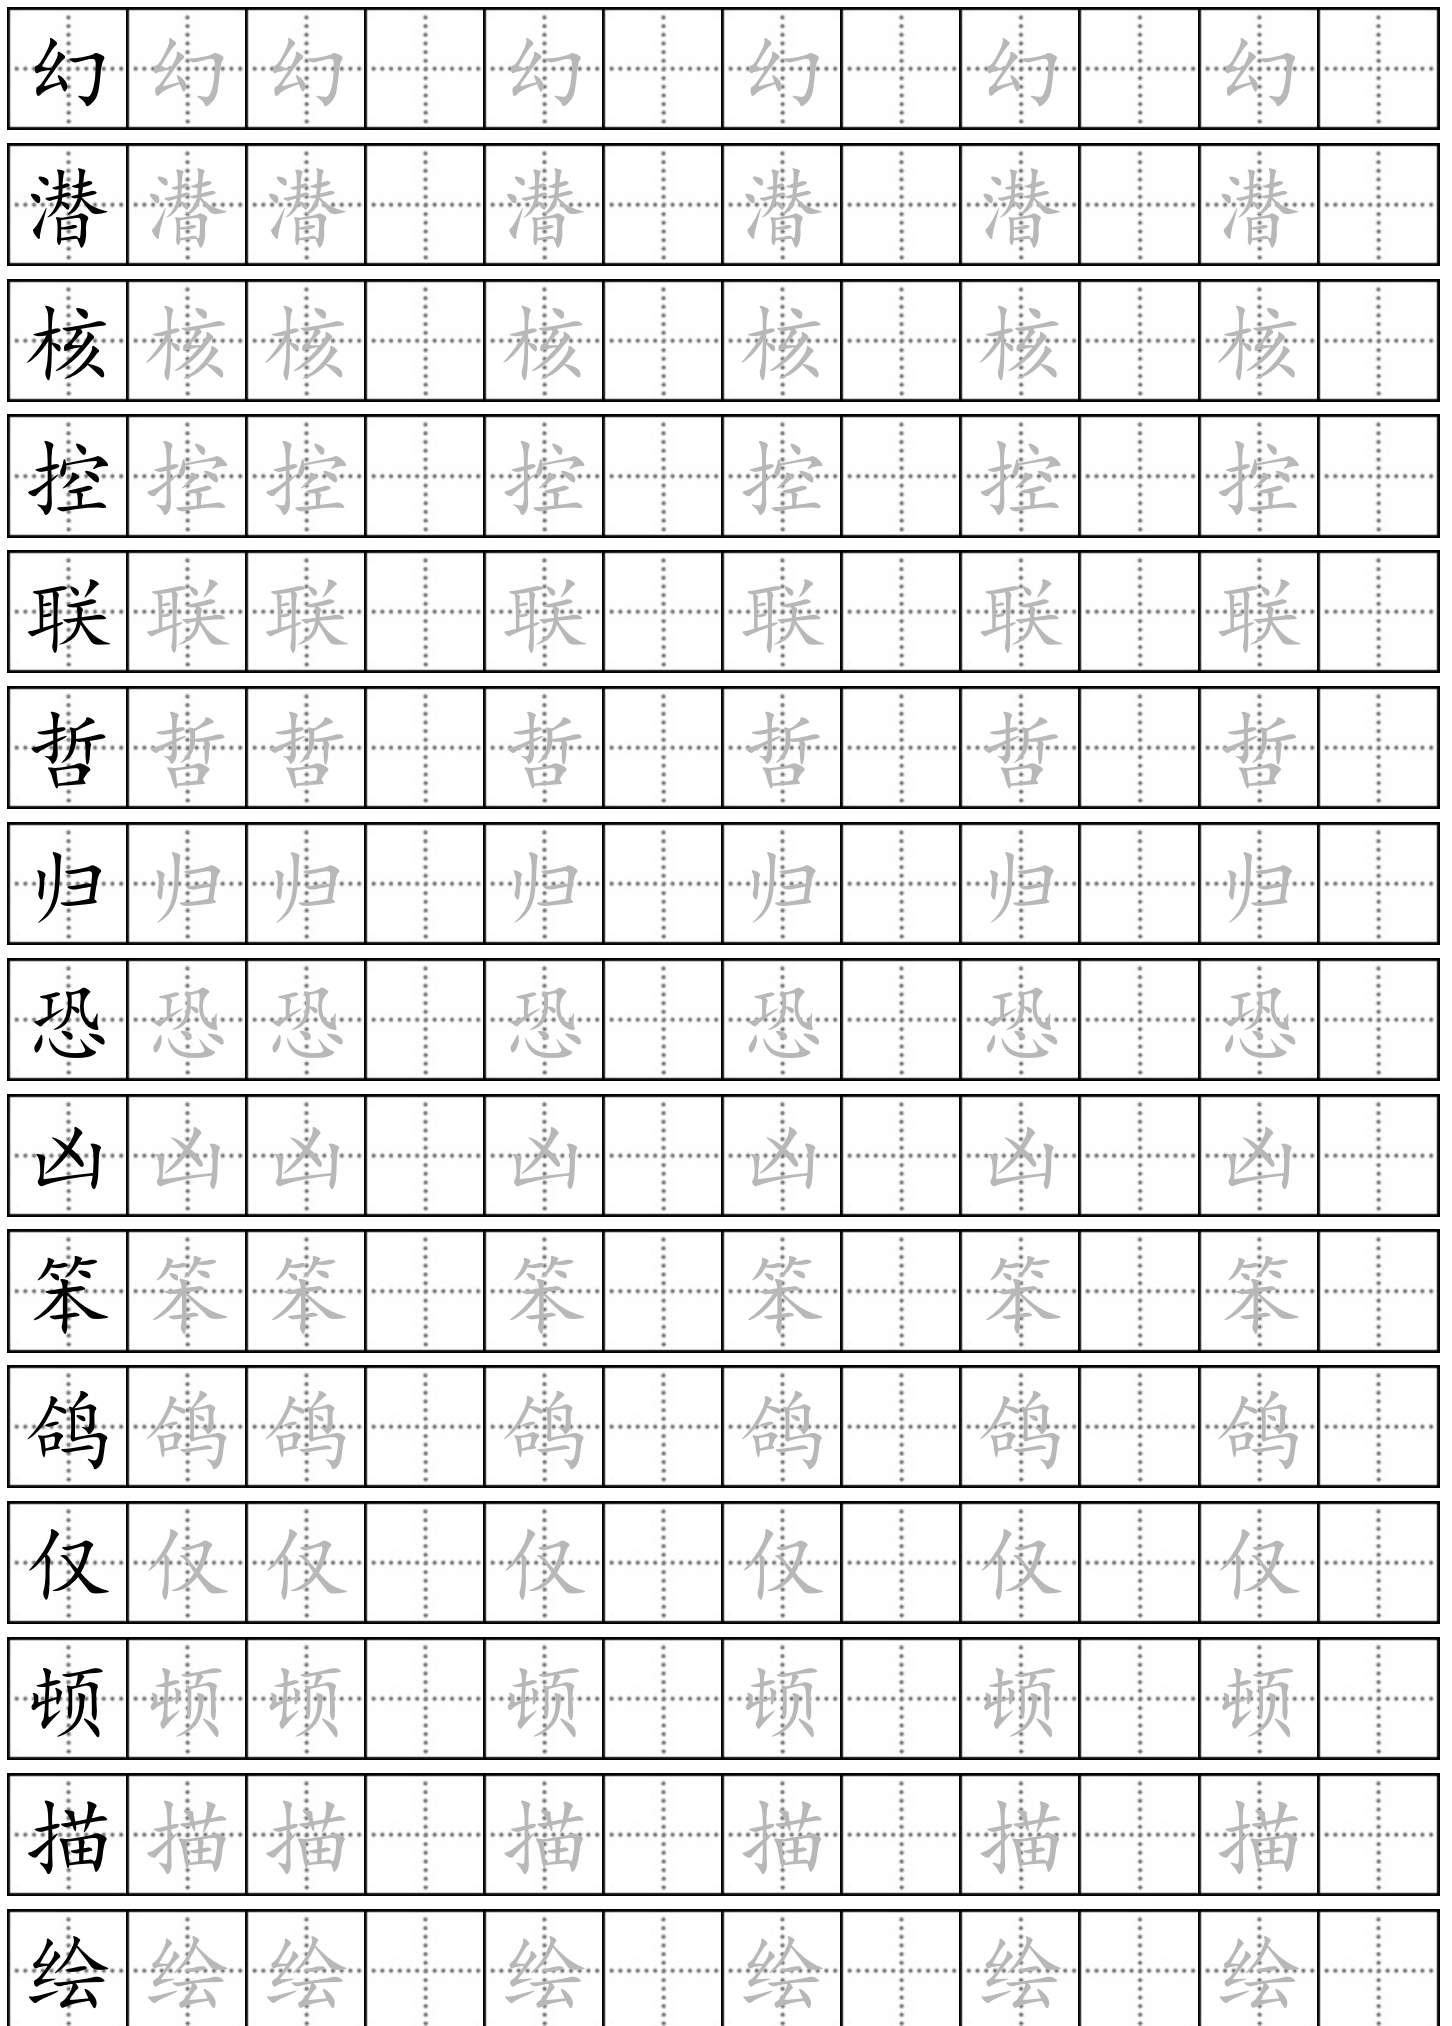 幻 幻 幻 幻 幻 幻 幻
潜 潜 潜 潜 潜 潜 潜
核 核 核 核 核 核 核
控 控 控 控 控 控 控
联 联 联 联 联 联 联
哲 哲 哲 哲 哲 哲 哲
归 归 归 归 归 归 归
恐 恐 恐 恐 恐 恐 恐
凶 凶 凶 凶 凶 凶 凶
笨 笨 笨 笨 笨 笨 笨
鸽 鸽 鸽 鸽 鸽 鸽 鸽
仅 仅 仅 仅 仅 仅 仅
顿 顿 顿 顿 顿 顿 顿
描 描 描 描 描 描 描
绘 绘 绘 绘 绘 绘 绘